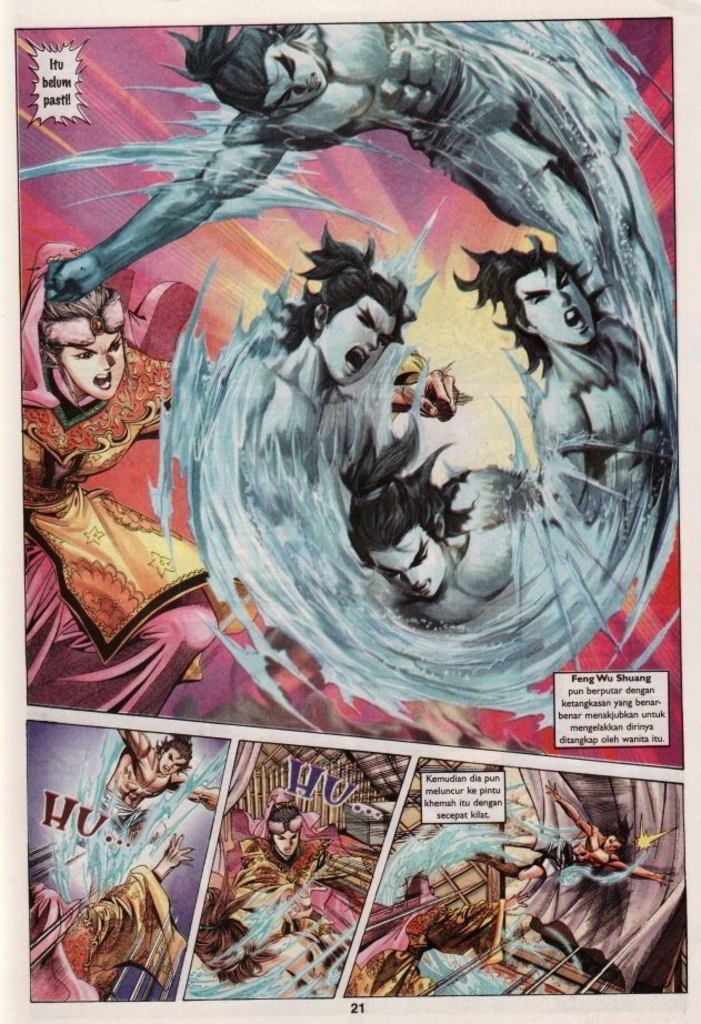 Itu
belum
pasti!
Feng Wu Shuang
pun berputar dengan
ketangkasan yang benar-
benar menakjubkan untuk
mengelakkan dirinya
ditangkap oleh wanita itu.
HU...
HU...
Kemudian dia pun
meluncur ke pintu
khemah itu dengan
secepat kilat.
21